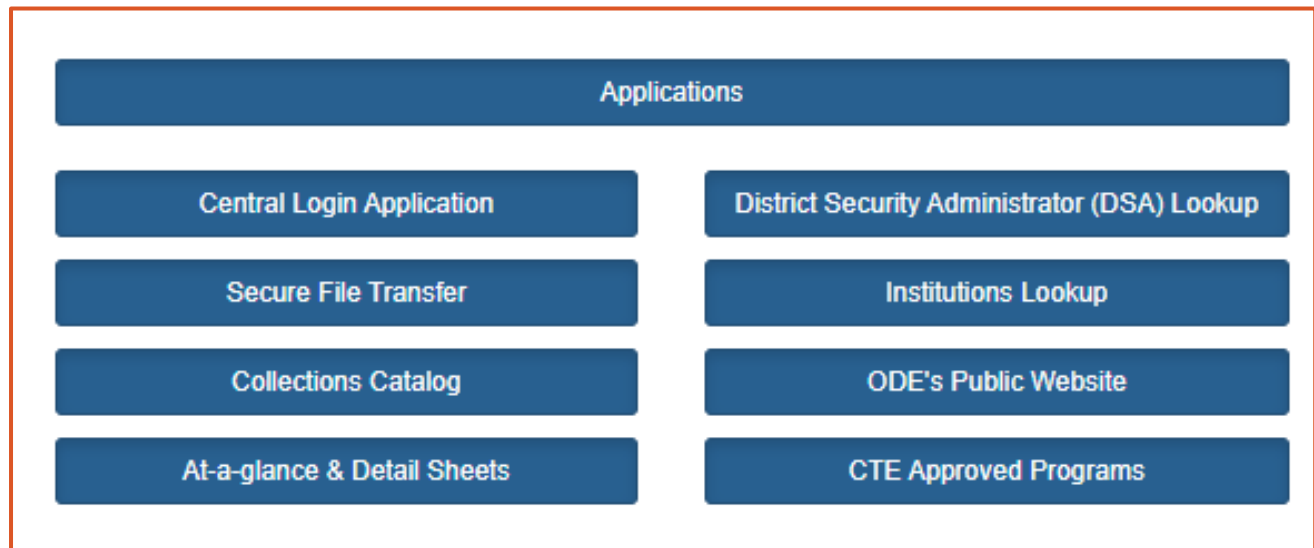 Applications
Central Login Application
District Security Administrator (DSA) Lookup
Secure File Transfer
Institutions Lookup
Collections Catalog
ODE's Public Website
At-a-glance & Detail Sheets
CTE Approved Programs